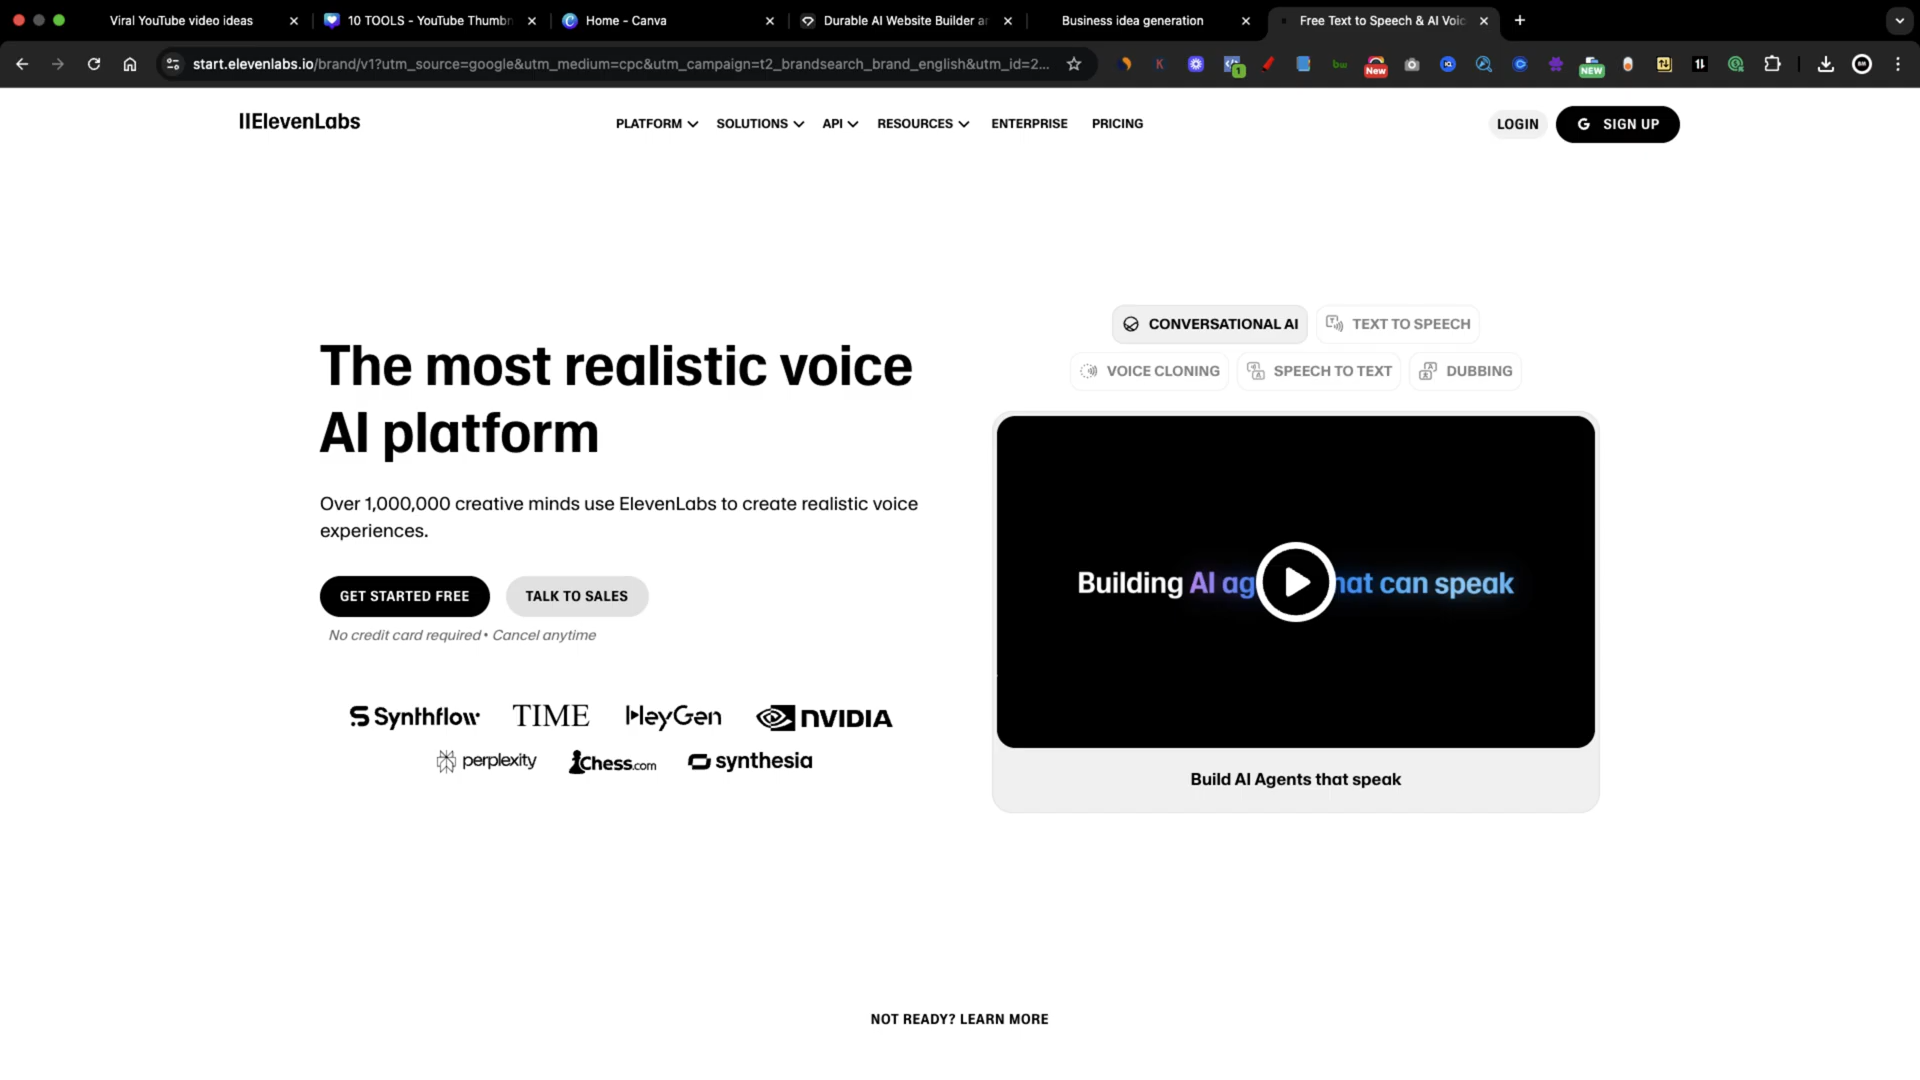 Viral YouTube video ideas
10 TOOLS - YouTube Thumbn
Home - Canva
Durable AI Website Builder ar
Business idea generation
Free Text to Speech & AI Voic
start.elevenlabs.io/brand/v1?utm_source=google&utm_medium=cpc&utm_campaign=t2_brandsearch_brand_english&utm_id=2...
K
1
bw
New
NEW
IIElevenLabs
PLATFORM
SOLUTIONS
API
RESOURCES
ENTERPRISE
PRICING
LOGIN
G SIGN UP
CONVERSATIONAL AI
TEXT TO SPEECH
VOICE CLONING
SPEECH TO TEXT
DUBBING
The most realistic voice
AI platform
Over 1,000,000 creative minds use ElevenLabs to create realistic voice
experiences.
GET STARTED FREE
TALK TO SALES
No credit card required • Cancel anytime
Synthflow TIME HeyGen NVIDIA
perplexity Chess.com synthesia
Building AI ag hat can speak
Build AI Agents that speak
NOT READY? LEARN MORE